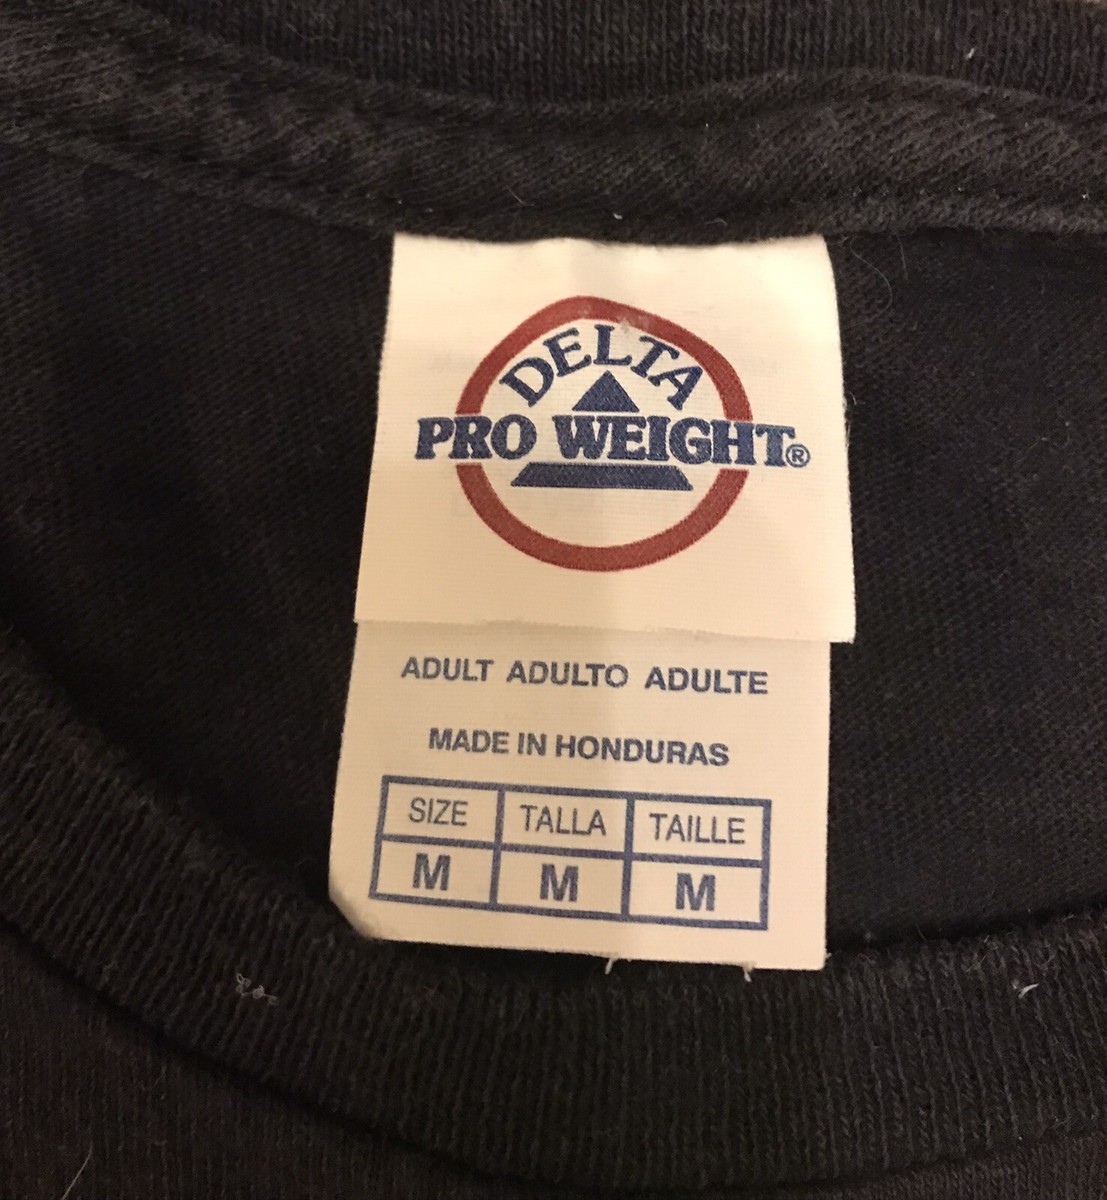 DELTA
PRO WEIGHT®
ADULT ADULTO ADULTE
MADE IN HONDURAS
SIZE TALLA TAILLE
M M M